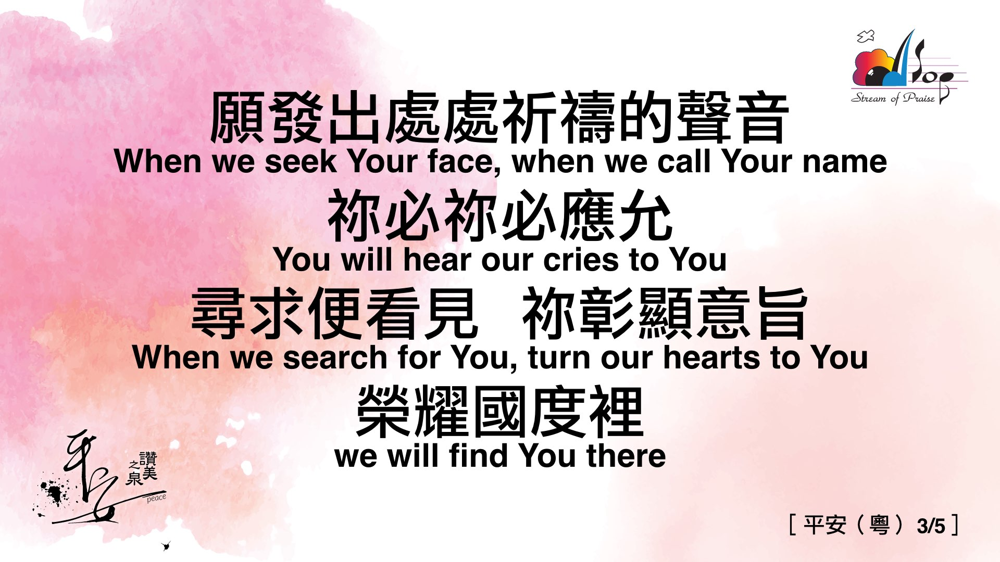 Sop
Stream of Praise
願發出處處祈禱的聲音
When we seek Your face, when we call Your name
祢必祢必應允
You will hear our cries to You
尋求便看見 祢彰顯意旨
When we search for You, turn our hearts to You
榮耀國度裡
we will find You there
平安
讚美
之泉
peace
[ 平安（粵）3/5 ]